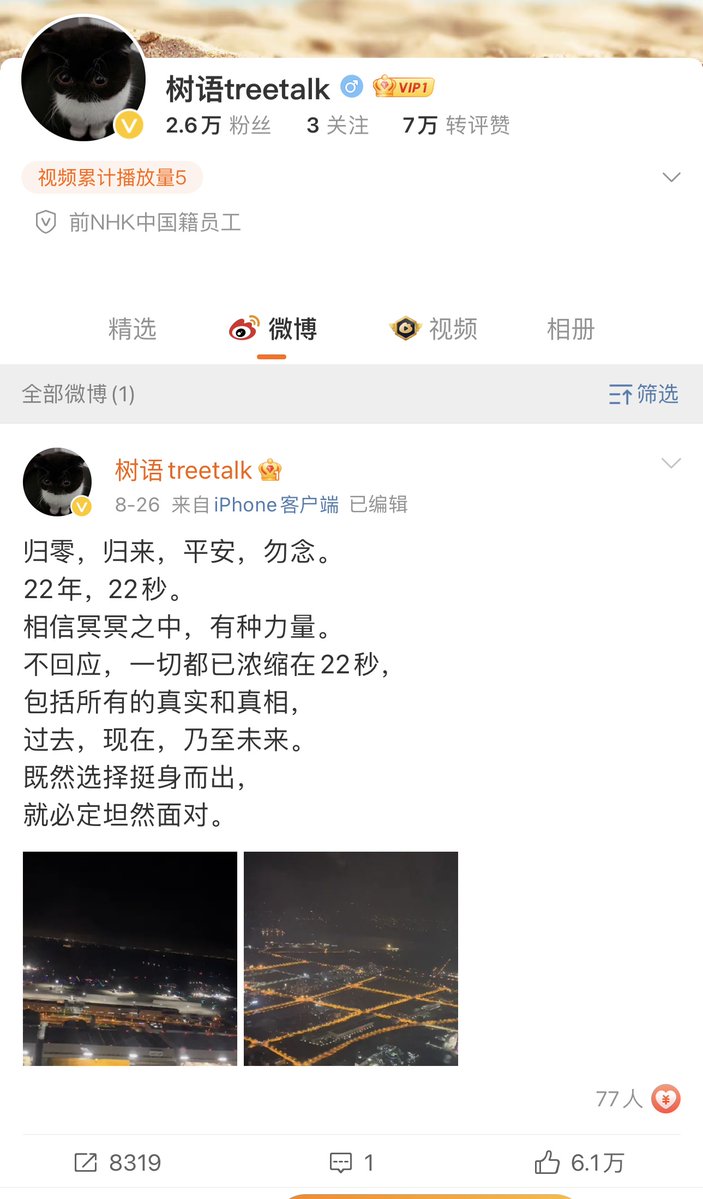 树语treetalk VIP1
2.6万 粉丝 3 关注 7万 转评赞
视频累计播放量5
前NHK中国籍员工
精选 微博 视频 相册
全部微博(1) 筛选
树语treetalk
8-26 来自 iPhone客户端 已编辑
归零，归来，平安，勿念。
22年，22秒。
相信冥冥之中，有种力量。
不回应，一切都已浓缩在22秒，
包括所有的真实和真相，
过去，现在，乃至未来。
既然选择挺身而出，
就必定坦然面对。
77人
8319 1 6.1万